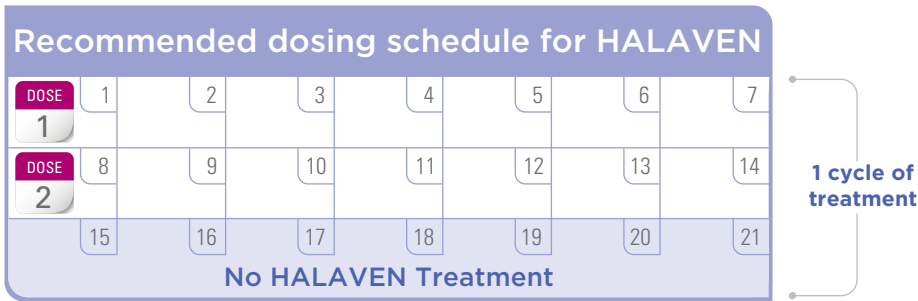 Recommended dosing schedule for HALAVEN
DOSE 1 1 2 3 4 5 6 7
DOSE 2 8 9 10 11 12 13 14
15 16 17 18 19 20 21
No HALAVEN Treatment
1 cycle of
treatment